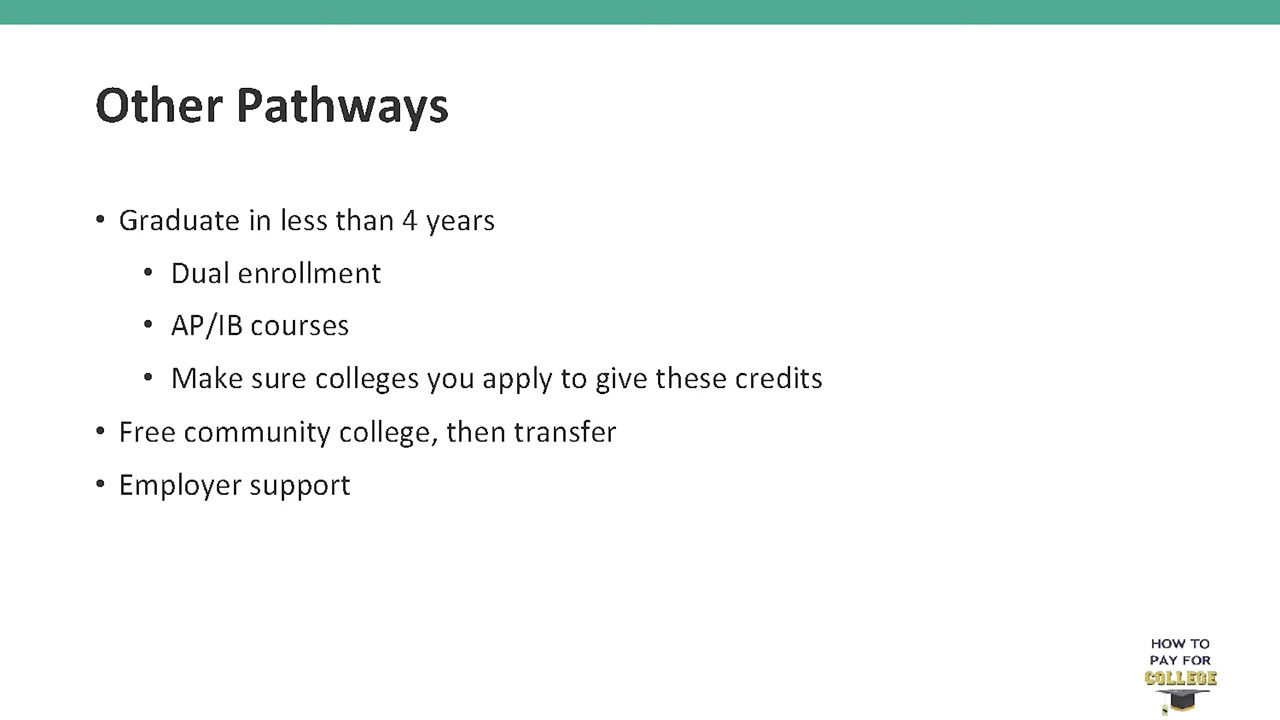 Other Pathways
• Graduate in less than 4 years
• Dual enrollment
• AP/IB courses
• Make sure colleges you apply to give these credits
• Free community college, then transfer
• Employer support
HOW TO
PAY FOR
COLLEGE